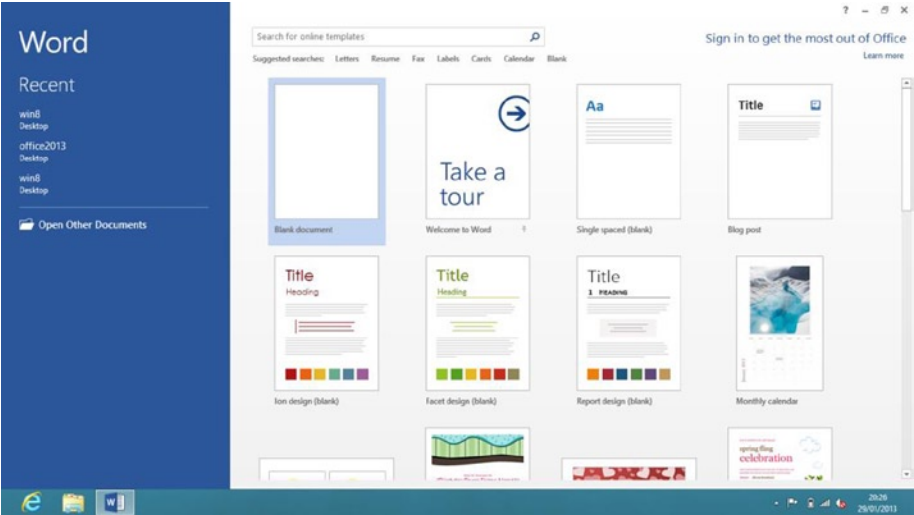 Word
Recent
win8
Desktop
office2013
Desktop
win8
Desktop
Open Other Documents
? – 
Search for online templates
Sign in to get the most out of Office
Learn more
Suggested searches: Letters Resume Fax Labels Cards Calendar Blank
Take a
tour
Aa
Title
Blank document
Welcome to Word
Single spaced (blank)
Blog post
Title
Heading
Title
Heading
Title
1 HEADING
Ion design (blank)
Facet design (blank)
Report design (blank)
Monthly calendar
spring fling
celebration
20:26
29/01/2013